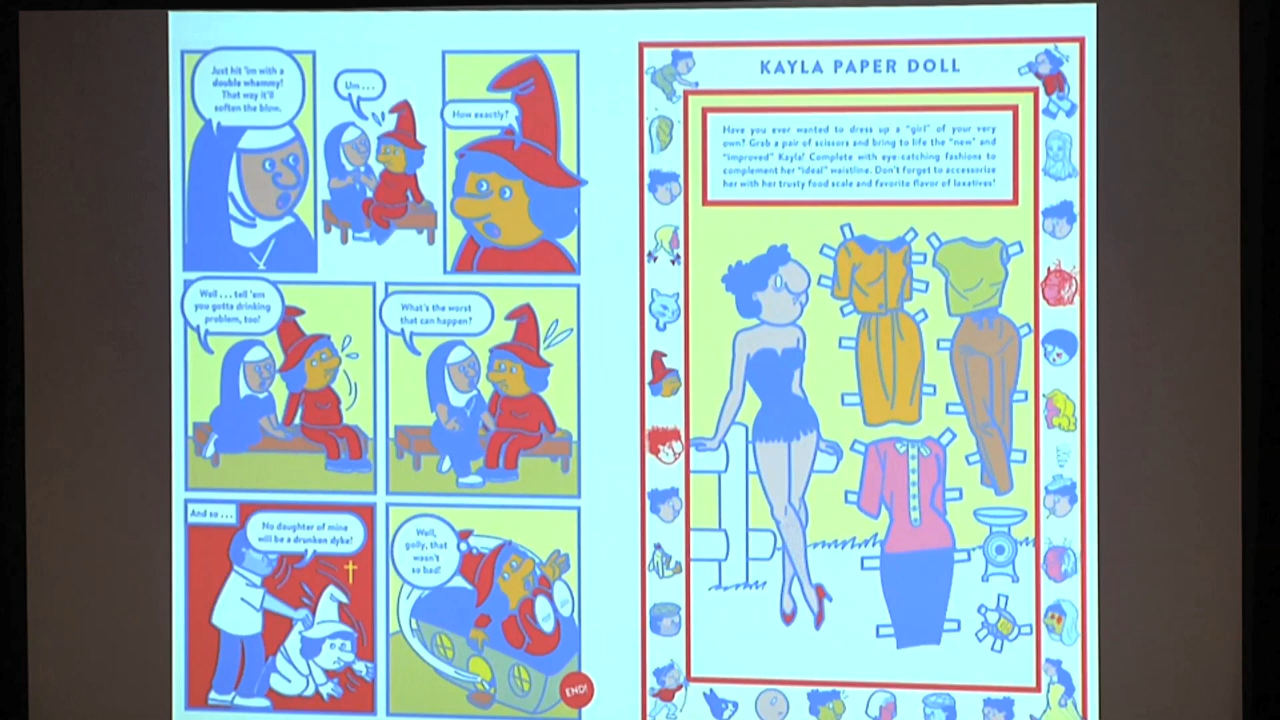 Just hit 'im with a
double whammy!
That way it'll
soften the blow.
Um...
How exactly?
Well... tell 'em
you gotta drinking
problem, too!
What's the worst
that can happen?
And so...
No daughter of mine
will be a drunken dyke!
Well,
golly, that
wasn't
so bad!
END!
KAYLA PAPER DOLL
Have you ever wanted to dress up a "girl" of your very
own? Grab a pair of scissors and bring to life the "new" and
"improved" Kayla! Complete with eye-catching fashions to
complement her "ideal" waistline. Don't forget to accessorize
her with her trusty food scale and favorite flavor of laxatives!